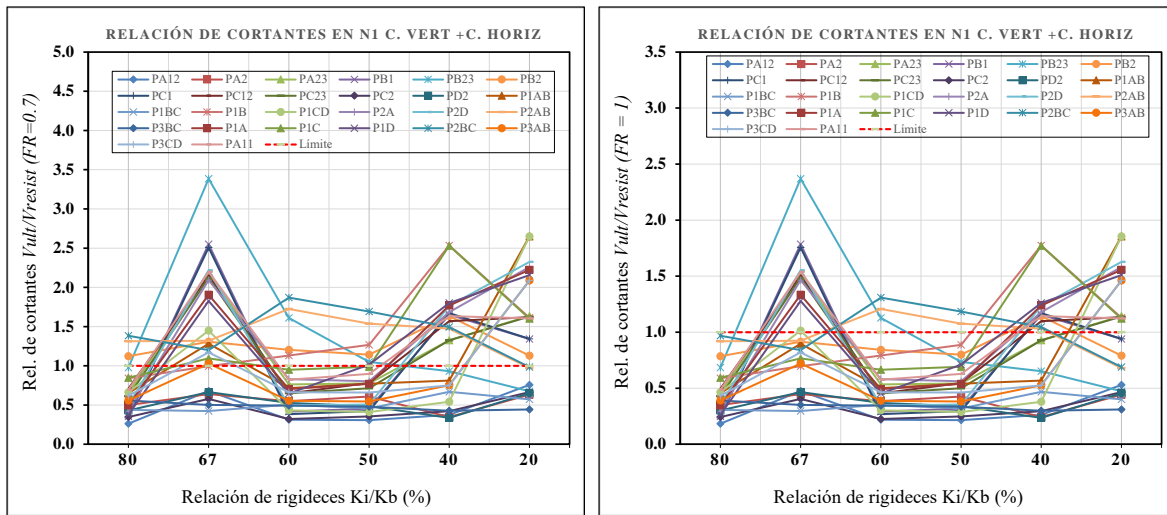 RELACIÓN DE CORTANTES EN N1 C. VERT +C. HORIZ
PA12 PA2 PA23 PB1 PB23 PB2
PC1 PC12 PC23 PC2 PD2 P1AB
P1BC P1B P1CD P2A P2D P2AB
P3BC P1A P1C P1D P2BC P3AB
P3CD PA11 Límite
5.0
4.5
4.0
3.5
3.0
2.5
2.0
1.5
1.0
0.5
0.0
80 67 60 50 40 20
Rel. de cortantes Vult/Vresist (FR=0.7)
Relación de rigideces Ki/Kb (%)
RELACIÓN DE CORTANTES EN N1 C. VERT +C. HORIZ
PA12 PA2 PA23 PB1 PB23 PB2
PC1 PC12 PC23 PC2 PD2 P1AB
P1BC P1B P1CD P2A P2D P2AB
P3BC P1A P1C P1D P2BC P3AB
P3CD PA11 Límite
3.5
3.0
2.5
2.0
1.5
1.0
0.5
0.0
80 67 60 50 40 20
Rel. de cortantes Vult/Vresist (FR = 1)
Relación de rigideces Ki/Kb (%)